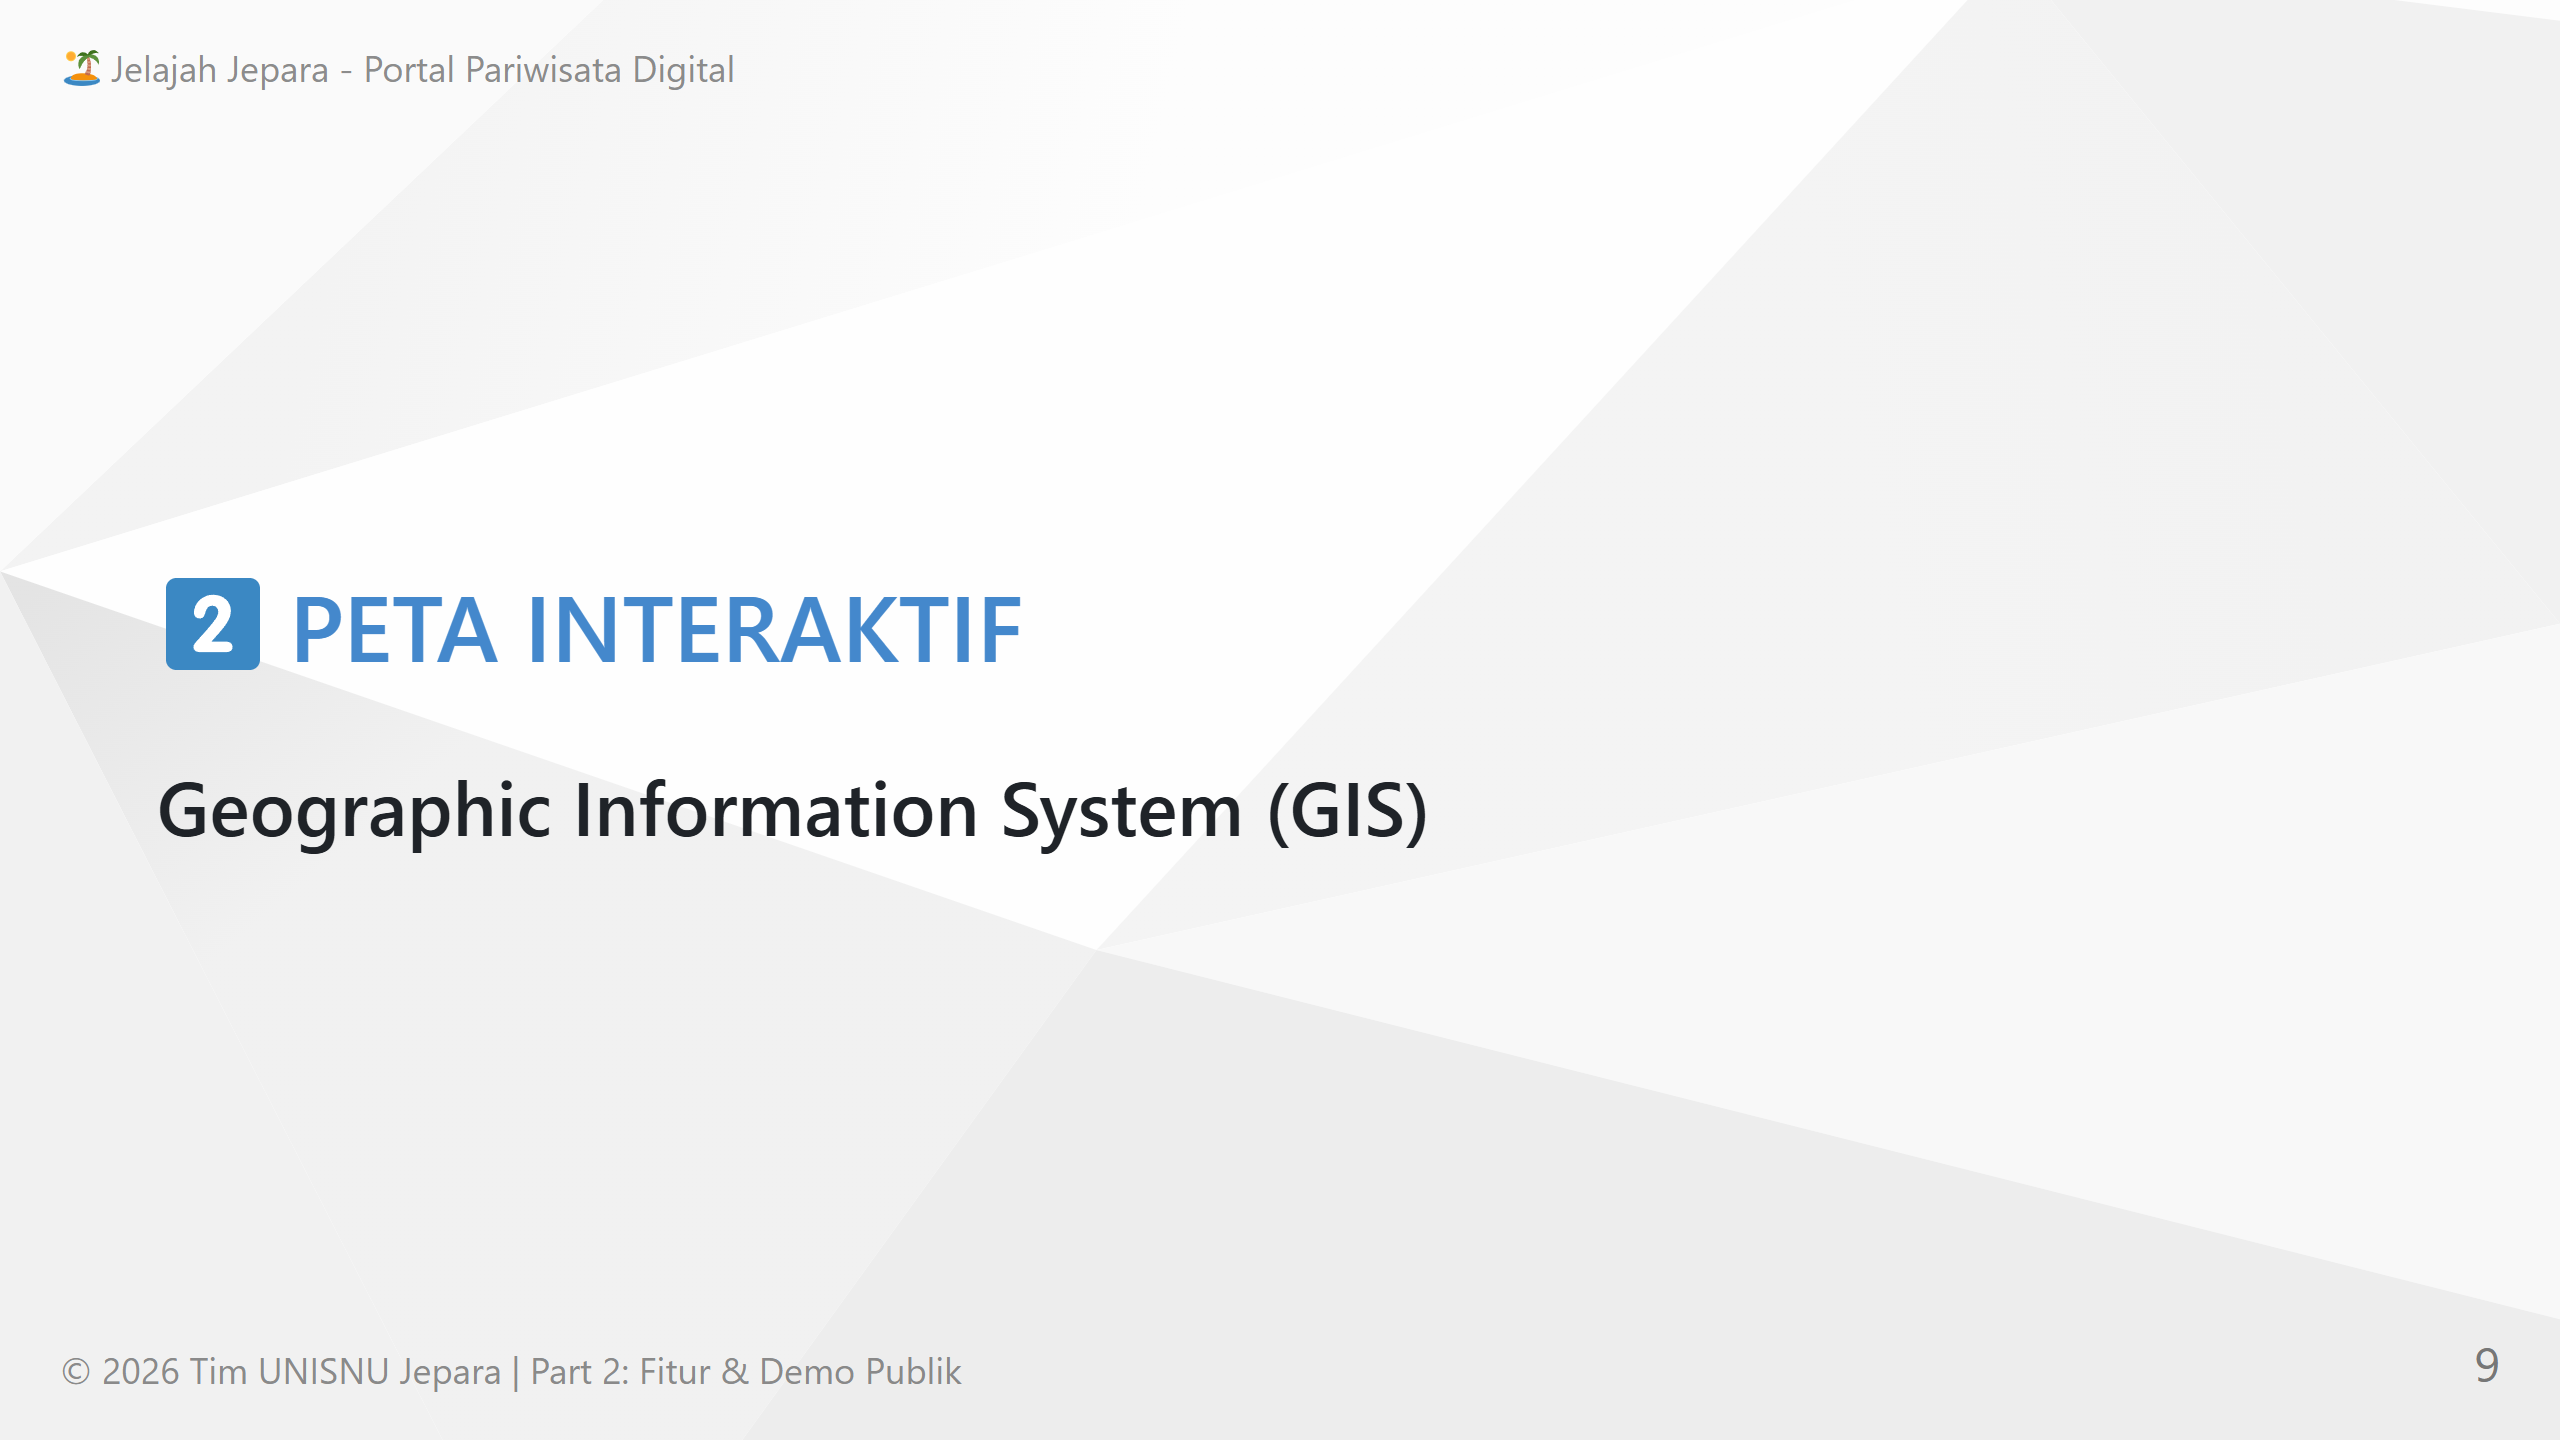 🏝️ Jelajah Jepara - Portal Pariwisata Digital
2️⃣ PETA INTERAKTIF
Geographic Information System (GIS)
© 2026 Tim UNISNU Jepara | Part 2: Fitur & Demo Publik
9